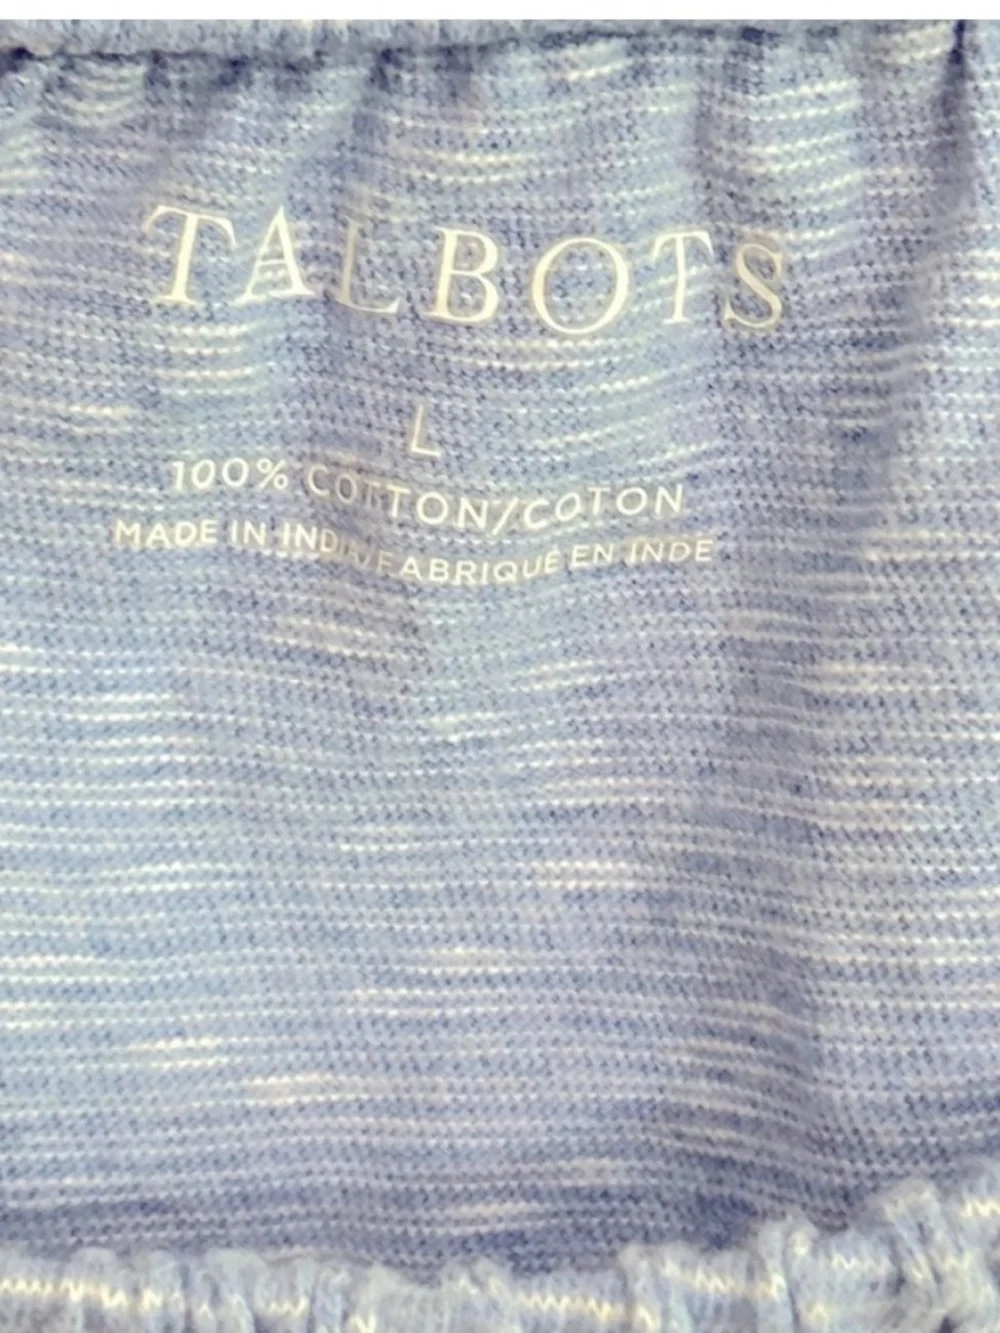 TALBOTS
L
100% COTTON/COTON
MADE IN INDIA/FABRIQUÉ EN INDE